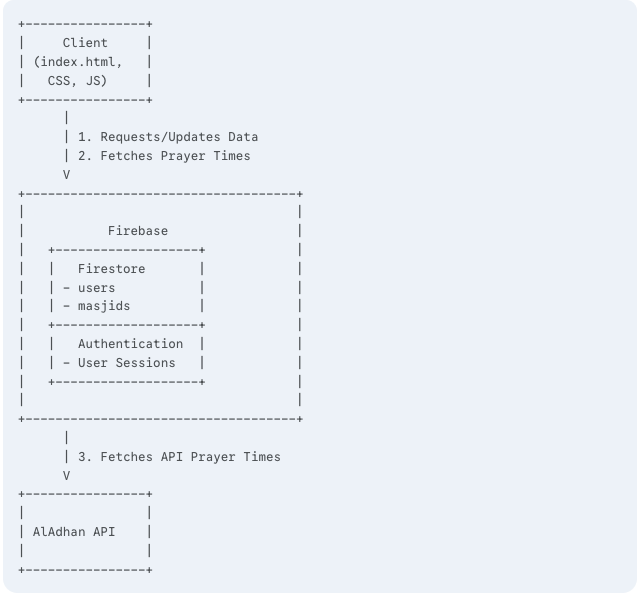 Client
(index.html,
CSS, JS)
1. Requests/Updates Data
2. Fetches Prayer Times
V
Firebase
Firestore
- users
- masjids
Authentication
- User Sessions
3. Fetches API Prayer Times
V
AlAdhan API